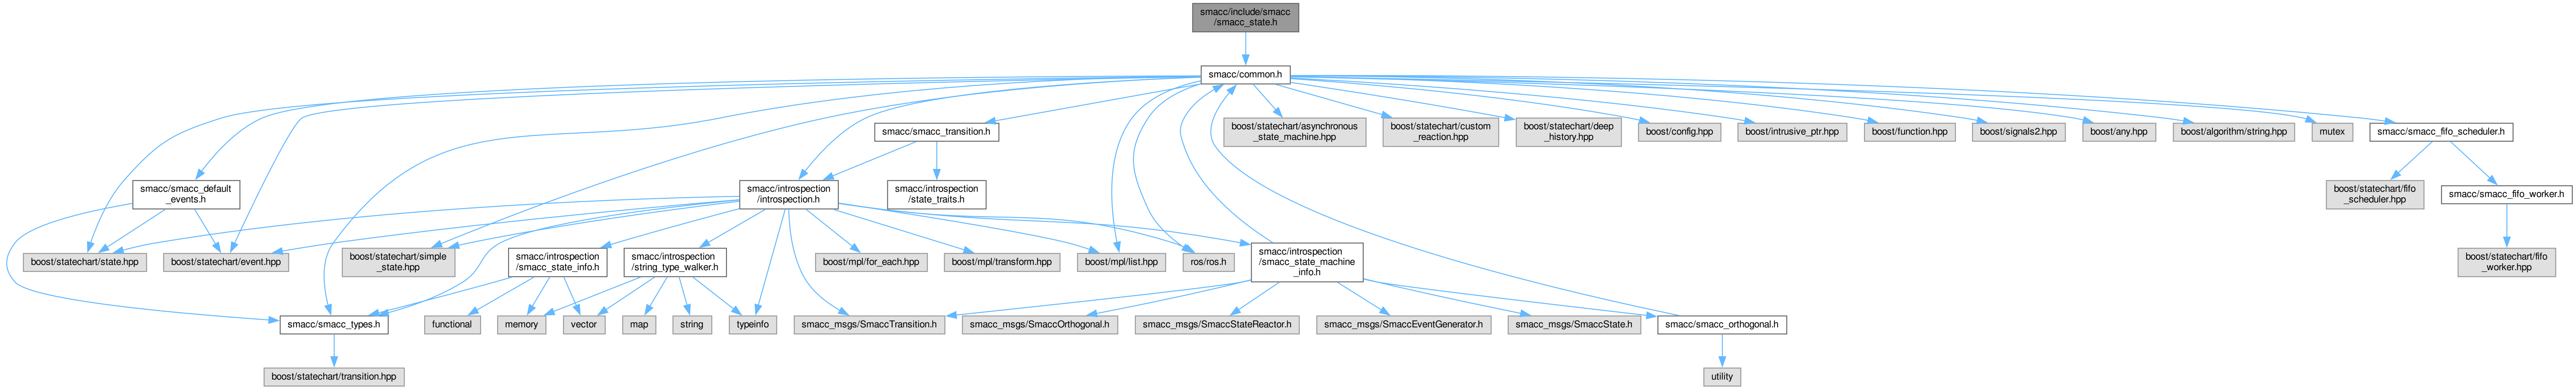 smacc/include/smacc
/smacc_state.h
smacc/common.h
smacc/smacc_transition.h
boost/statechart/asynchronous
_state_machine.hpp
boost/statechart/custom
_reaction.hpp
boost/statechart/deep
_history.hpp
boost/config.hpp
boost/intrusive_ptr.hpp
boost/function.hpp
boost/signals2.hpp
boost/any.hpp
boost/algorithm/string.hpp
mutex
smacc/smacc_fifo_scheduler.h
smacc/smacc_default
_events.h
smacc/introspection
/introspection.h
smacc/introspection
/state_traits.h
boost/statechart/fifo
_scheduler.hpp
smacc/smacc_fifo_worker.h
boost/statechart/state.hpp
boost/statechart/event.hpp
boost/statechart/simple
_state.hpp
smacc/introspection
/smacc_state_info.h
smacc/introspection
/string_type_walker.h
boost/mpl/for_each.hpp
boost/mpl/transform.hpp
boost/mpl/list.hpp
ros/ros.h
smacc/introspection
/smacc_state_machine
_info.h
boost/statechart/fifo
_worker.hpp
smacc/smacc_types.h
functional
memory
vector
map
string
typeinfo
smacc_msgs/SmaccTransition.h
smacc_msgs/SmaccOrthogonal.h
smacc_msgs/SmaccStateReactor.h
smacc_msgs/SmaccEventGenerator.h
smacc_msgs/SmaccState.h
smacc/smacc_orthogonal.h
boost/statechart/transition.hpp
utility